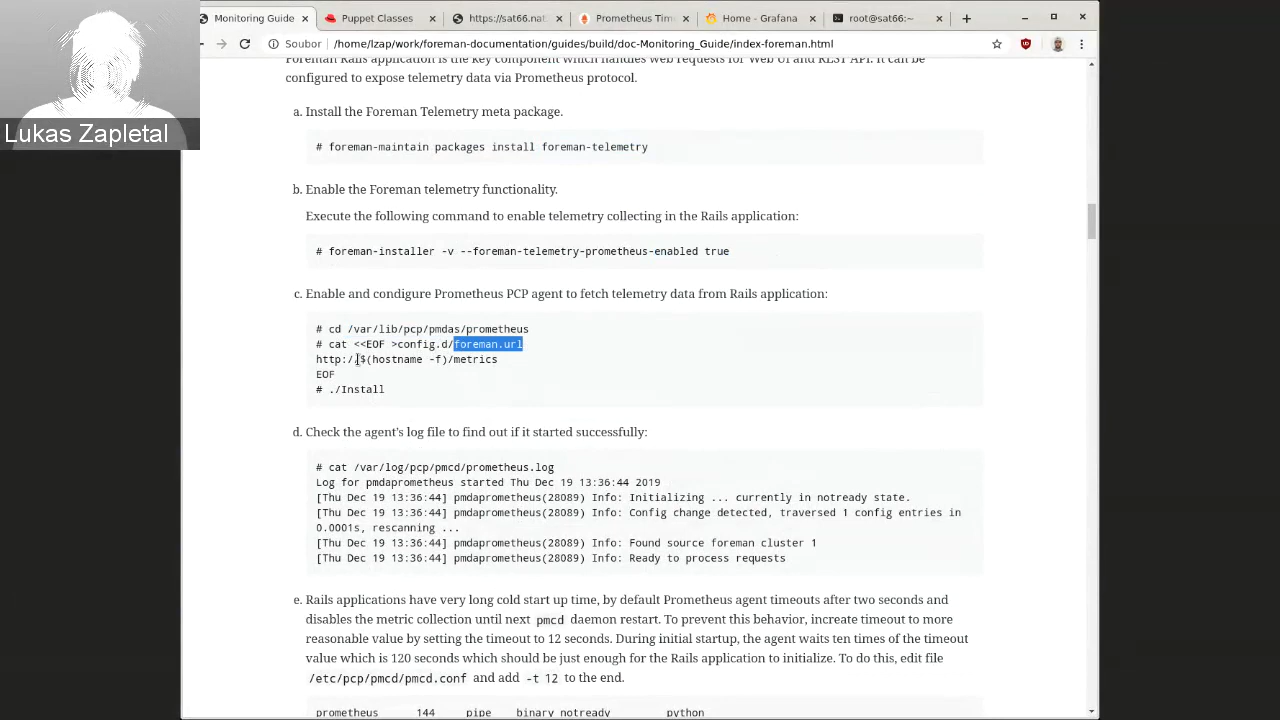 Monitoring Guide
Puppet Classes
https://sat66.nat
Prometheus Tim
Home - Grafana
root@sat66:~
Soubor
/home/lzap/work/foreman-documentation/guides/build/doc-Monitoring_Guide/index-foreman.html
Lukas Zapletal
Foreman Rails application is the key component which handles web requests for Web UI and REST API. It can be
configured to expose telemetry data via Prometheus protocol.
a. Install the Foreman Telemetry meta package.
# foreman-maintain packages install foreman-telemetry
b. Enable the Foreman telemetry functionality.
Execute the following command to enable telemetry collecting in the Rails application:
# foreman-installer -v --foreman-telemetry-prometheus-enabled true
c. Enable and condigure Prometheus PCP agent to fetch telemetry data from Rails application:
# cd /var/lib/pcp/pmdas/prometheus
# cat <<EOF >config.d/foreman.url
http://$(hostname -f)/metrics
EOF
# ./Install
d. Check the agent's log file to find out if it started successfully:
# cat /var/log/pcp/pmcd/prometheus.log
Log for pmdaprometheus started Thu Dec 19 13:36:44 2019
[Thu Dec 19 13:36:44] pmdaprometheus(28089) Info: Initializing ... currently in notready state.
[Thu Dec 19 13:36:44] pmdaprometheus(28089) Info: Config change detected, traversed 1 config entries in
0.0001s, rescanning ...
[Thu Dec 19 13:36:44] pmdaprometheus(28089) Info: Found source foreman cluster 1
[Thu Dec 19 13:36:44] pmdaprometheus(28089) Info: Ready to process requests
e. Rails applications have very long cold start up time, by default Prometheus agent timeouts after two seconds and
disables the metric collection until next pmcd daemon restart. To prevent this behavior, increase timeout to more
reasonable value by setting the timeout to 12 seconds. During initial startup, the agent waits ten times of the timeout
value which is 120 seconds which should be just enough for the Rails application to initialize. To do this, edit file
/etc/pcp/pmcd/pmcd.conf and add -t 12 to the end.
prometheus 144 pipe binary notready python